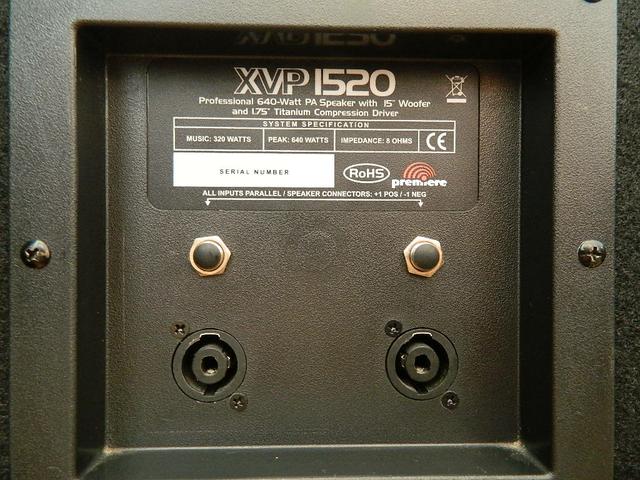 XVP 1520
Professional 640-Watt PA Speaker with 15" Woofer
and 1.75" Titanium Compression Driver
SYSTEM SPECIFICATION
MUSIC: 320 WATTS PEAK: 640 WATTS IMPEDANCE: 8 OHMS CE
SERIAL NUMBER RoHS premiere
ALL INPUTS PARALLEL / SPEAKER CONNECTORS: +1 POS / -1 NEG